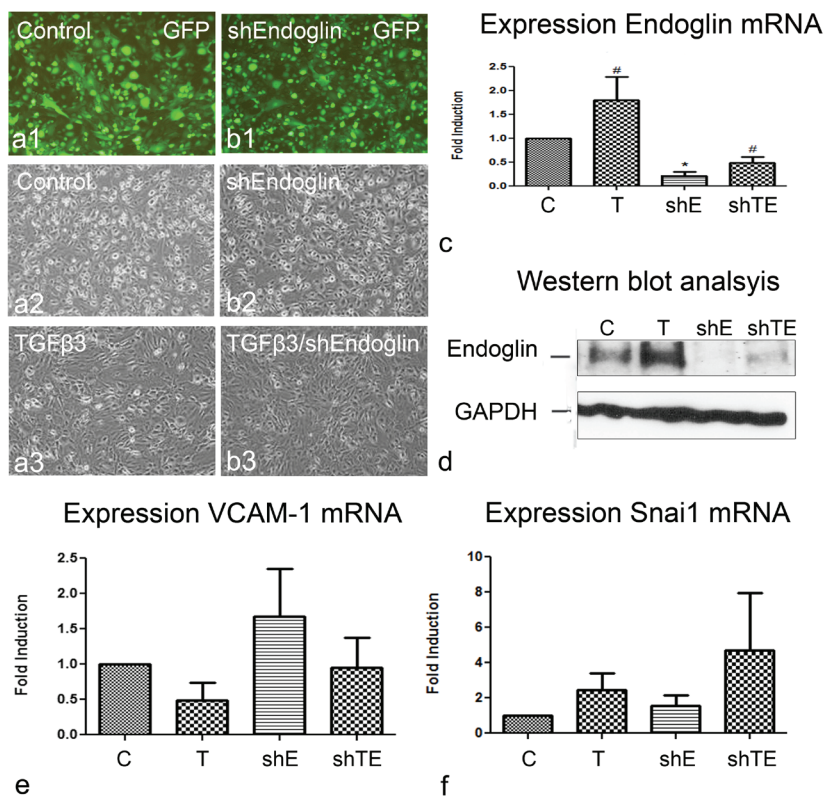 Control GFP
a1
shEndoglin GFP
b1
Control
a2
shEndoglin
b2
TGFβ3
a3
TGFβ3/shEndoglin
b3
Expression Endoglin mRNA
Fold Induction
2.5
2.0
1.5
1.0
0.5
0.0
#
*
#
C T shE shTE
c
Western blot analsyis
C T shE shTE
Endoglin
GAPDH
d
Expression VCAM-1 mRNA
Fold Induction
2.5
2.0
1.5
1.0
0.5
0.0
C T shE shTE
e
Expression Snai1 mRNA
Fold Induction
10
8
6
4
2
0
C T shE shTE
f